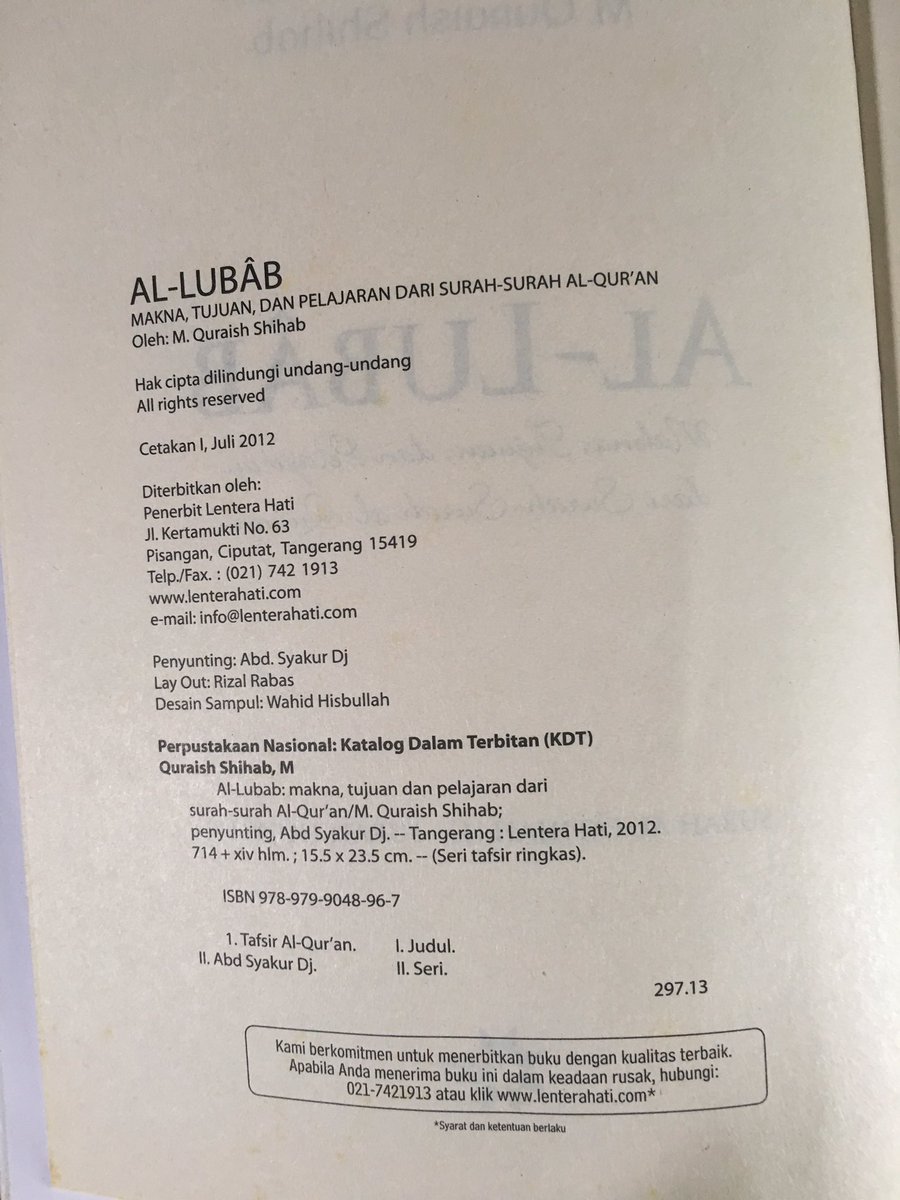 AL-LUBÂB
MAKNA, TUJUAN, DAN PELAJARAN DARI SURAH-SURAH AL-QUR'AN
Oleh: M. Quraish Shihab
Hak cipta dilindungi undang-undang
All rights reserved
Cetakan I, Juli 2012
Diterbitkan oleh:
Penerbit Lentera Hati
Jl. Kertamukti No. 63
Pisangan, Ciputat, Tangerang 15419
Telp./Fax. : (021) 742 1913
www.lenterahati.com
e-mail: info@lenterahati.com
Penyunting: Abd. Syakur Dj
Lay Out: Rizal Rabas
Desain Sampul: Wahid Hisbullah
Perpustakaan Nasional: Katalog Dalam Terbitan (KDT)
Quraish Shihab, M
Al-Lubab: makna, tujuan dan pelajaran dari
surah-surah Al-Qur'an/M. Quraish Shihab;
penyunting, Abd Syakur Dj. -- Tangerang : Lentera Hati, 2012.
714 + xiv hlm. ; 15.5 x 23.5 cm. -- (Seri tafsir ringkas).
ISBN 978-979-9048-96-7
1. Tafsir Al-Qur'an. I. Judul.
II. Abd Syakur Dj. II. Seri.
297.13
Kami berkomitmen untuk menerbitkan buku dengan kualitas terbaik.
Apabila Anda menerima buku ini dalam keadaan rusak, hubungi:
021-7421913 atau klik www.lenterahati.com*
*Syarat dan ketentuan berlaku